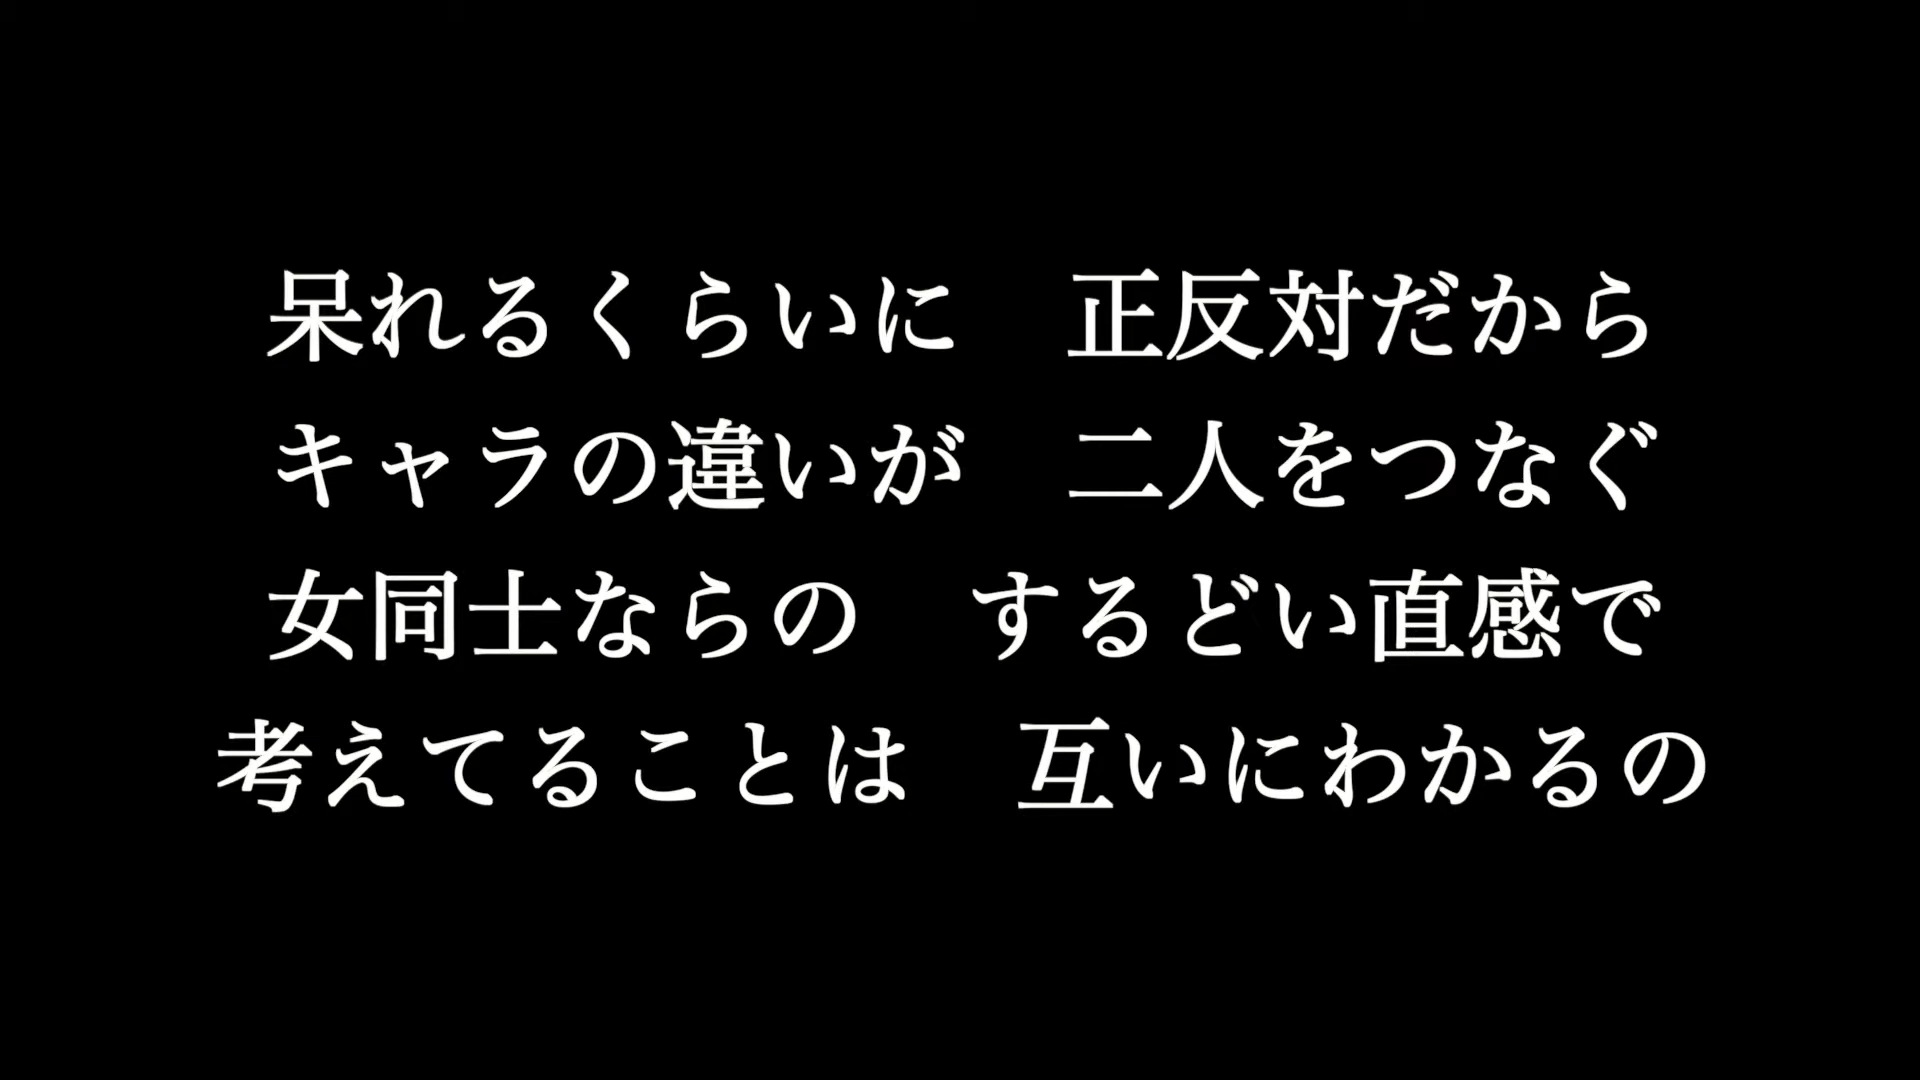 呆れるくらいに　正反対だから
キャラの違いが　二人をつなぐ
女同士ならの　するどい直感で
考えてることは　互いにわかるの